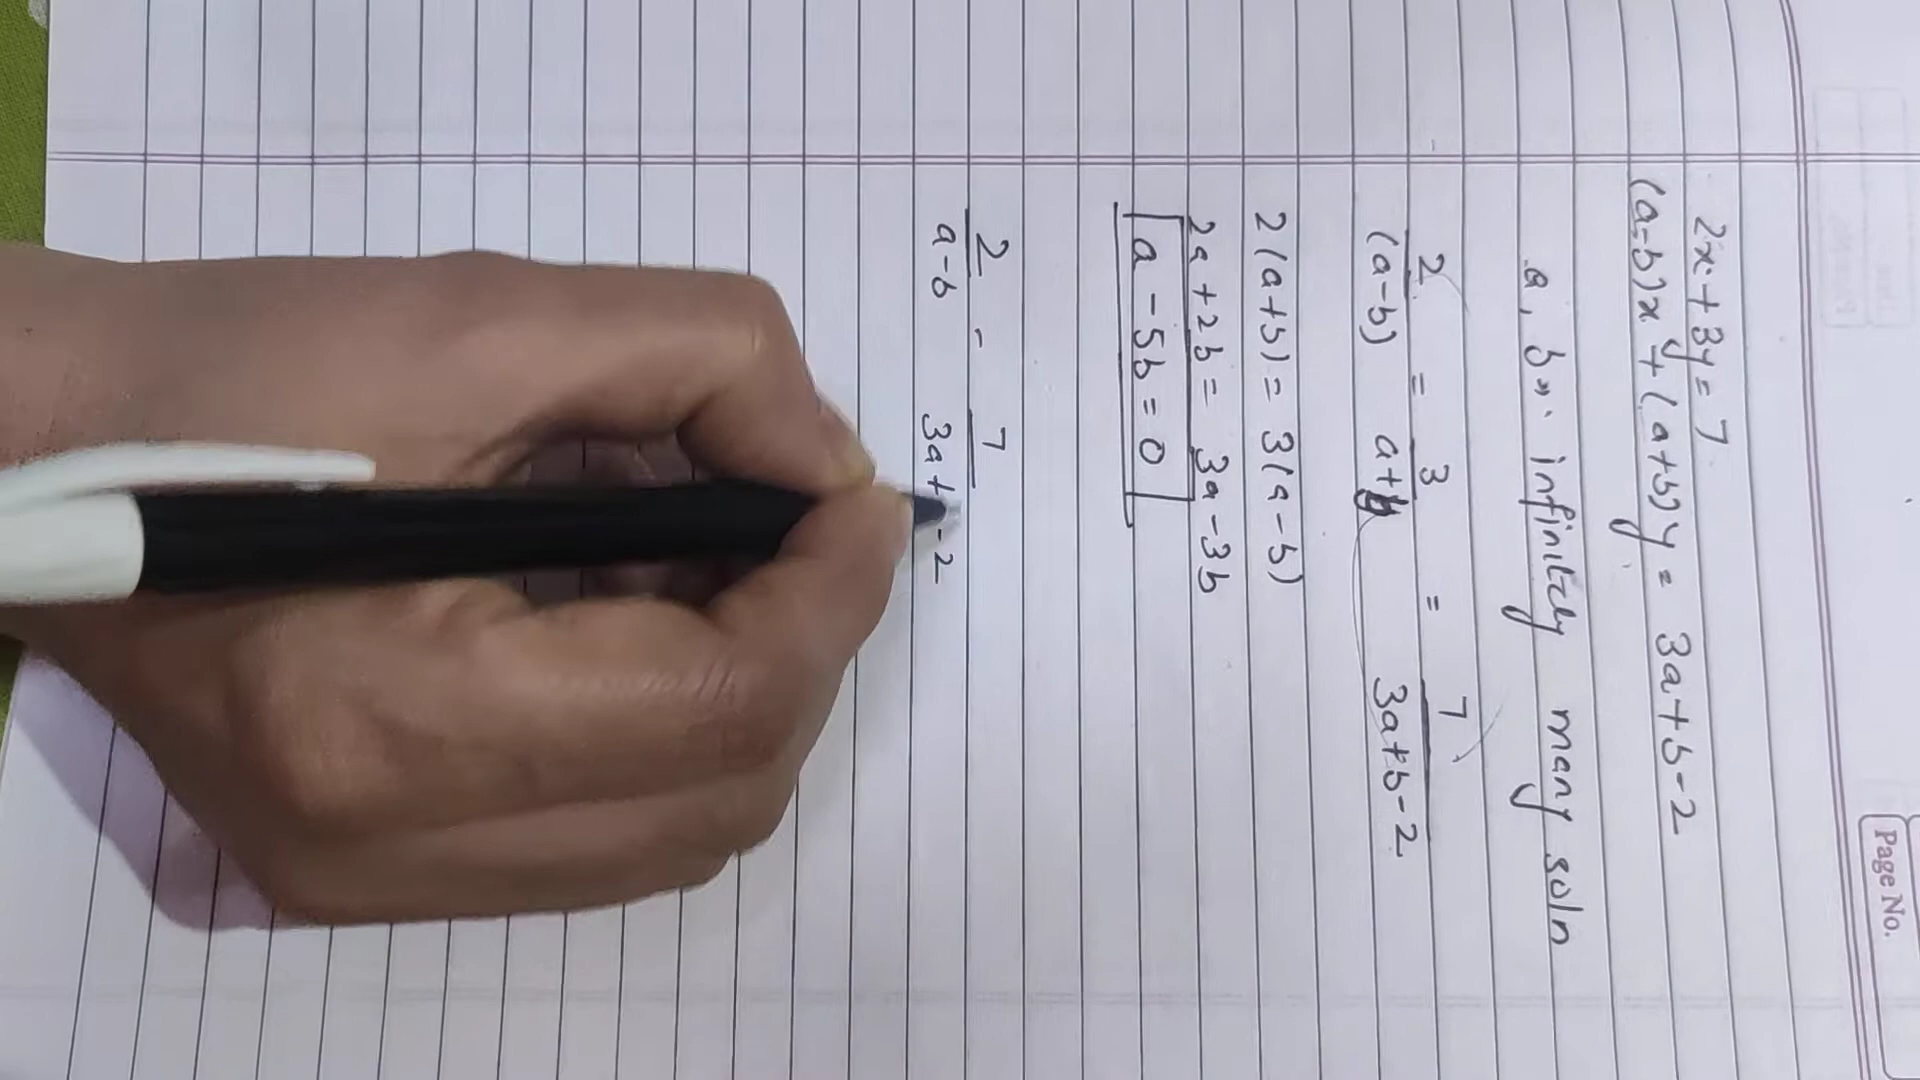 Page No.
2x + 3y = 7
(a-b)x + (a+b)y = 3a+b-2
a, b → infinitely many soln
2/(a-b) = 3/a+b = 7/3a+b-2
2(a+b) = 3(a-b)
2a+2b = 3a-3b
a - 5b = 0
2/a-b - 7/3a+ -2